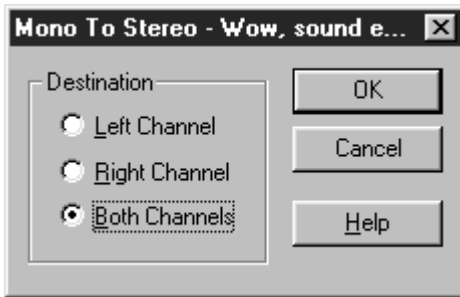 Mono To Stereo - Wow, sound e...
Destination
Left Channel
Right Channel
Both Channels
OK
Cancel
Help